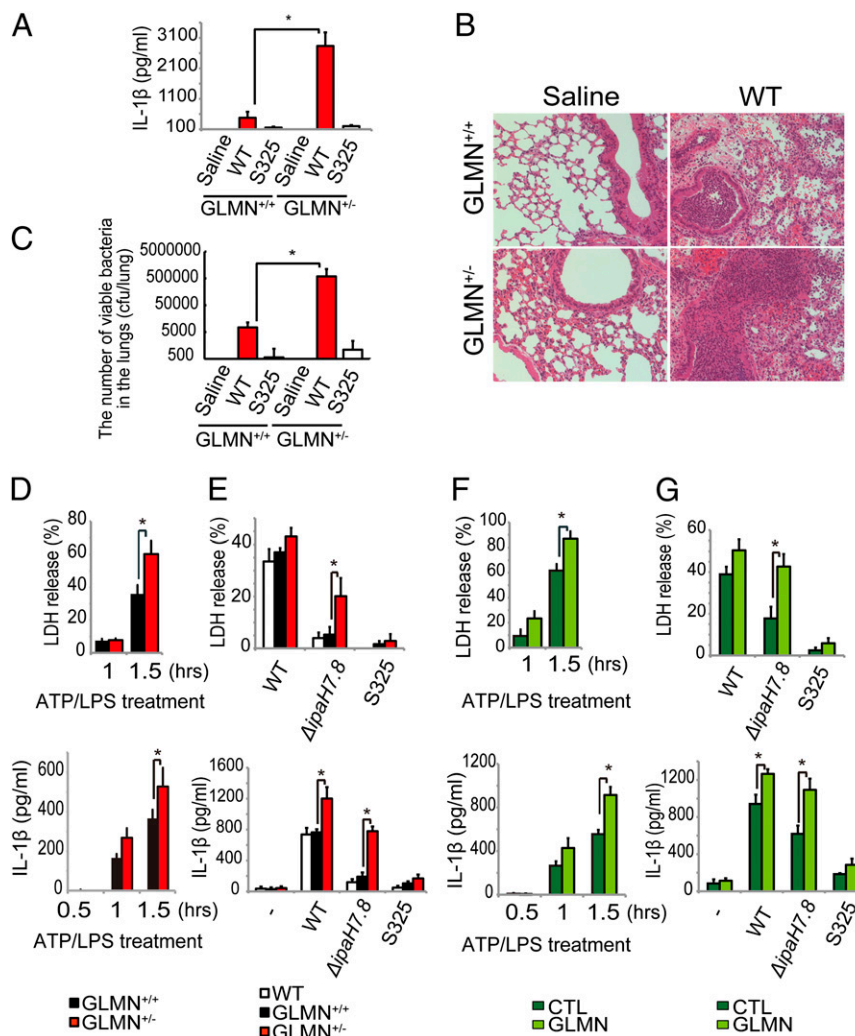 A
IL-1β (pg/ml)
3100
2100
1100
100
*
Saline
WT
S325
Saline
WT
S325
GLMN+/+
GLMN+/-
B
Saline
WT
GLMN+/+
GLMN+/-
C
The number of viable bacteria
in the lungs (cfu/lung)
5000000
500000
50000
5000
500
*
Saline
WT
S325
Saline
WT
S325
GLMN+/+
GLMN+/-
D
LDH release (%)
80
60
40
20
0
*
1 1.5 (hrs)
ATP/LPS treatment
IL-1β (pg/ml)
600
400
200
0
*
0.5 1 1.5 (hrs)
ATP/LPS treatment
GLMN+/+
GLMN+/-
E
LDH release (%)
40
20
0
*
WT
ΔipaH7.8
S325
IL-1β (pg/ml)
1600
1200
800
400
0
*
*
-
WT
ΔipaH7.8
S325
WT
GLMN+/+
GLMN+/-
F
LDH release (%)
100
80
60
40
20
0
*
1 1.5 (hrs)
ATP/LPS treatment
IL-1β (pg/ml)
1200
800
400
0
*
0.5 1 1.5 (hrs)
ATP/LPS treatment
CTL
GLMN
G
LDH release (%)
60
40
20
0
*
WT
ΔipaH7.8
S325
IL-1β (pg/ml)
1200
800
400
0
*
*
-
WT
ΔipaH7.8
S325
CTL
GLMN